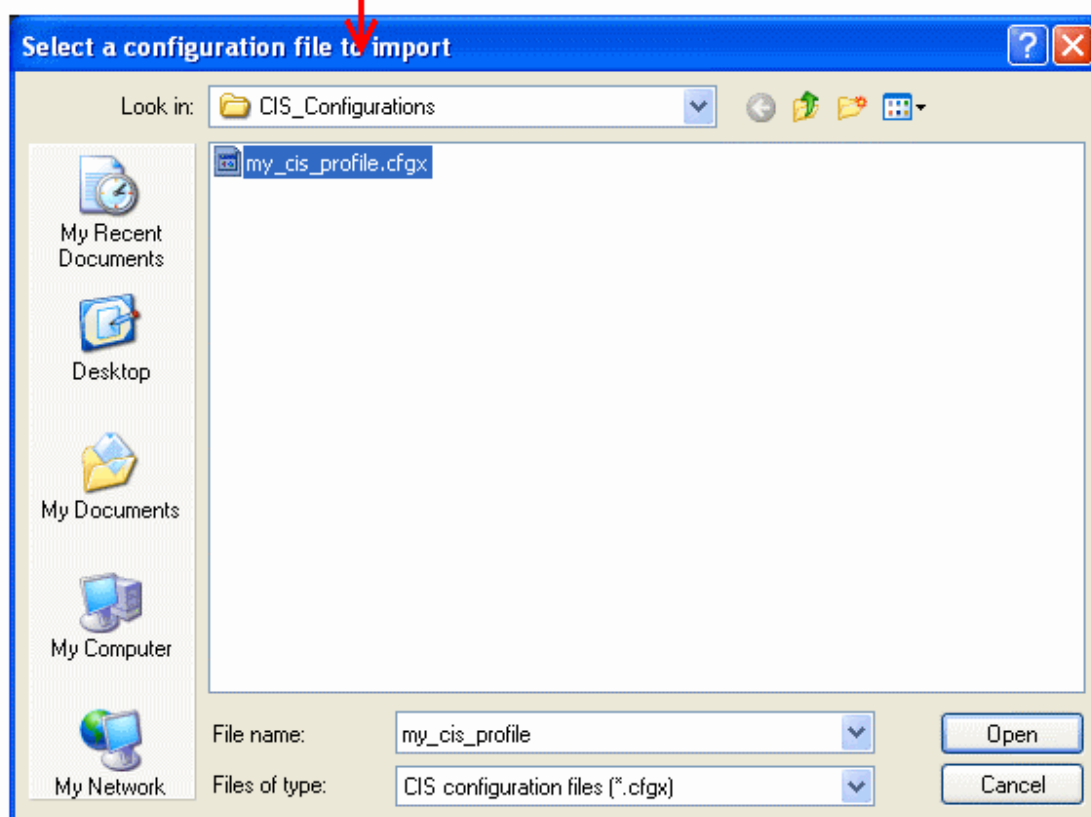 Select a configuration file to import
Look in: CIS_Configurations
my_cis_profile.cfgx
My Recent
Documents
Desktop
My Documents
My Computer
My Network
File name: my_cis_profile Open
Files of type: CIS configuration files (*.cfgx) Cancel